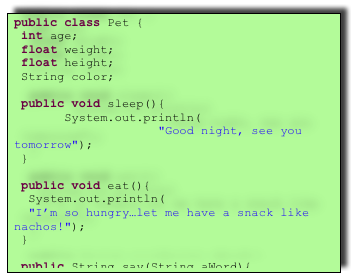 public class Pet {
int age;
float weight;
float height;
String color;
public void sleep(){
System.out.println(
"Good night, see you
tomorrow");
}
public void eat(){
System.out.println(
"I’m so hungry…let me have a snack like
nachos!");
}
public String say(String aWord){